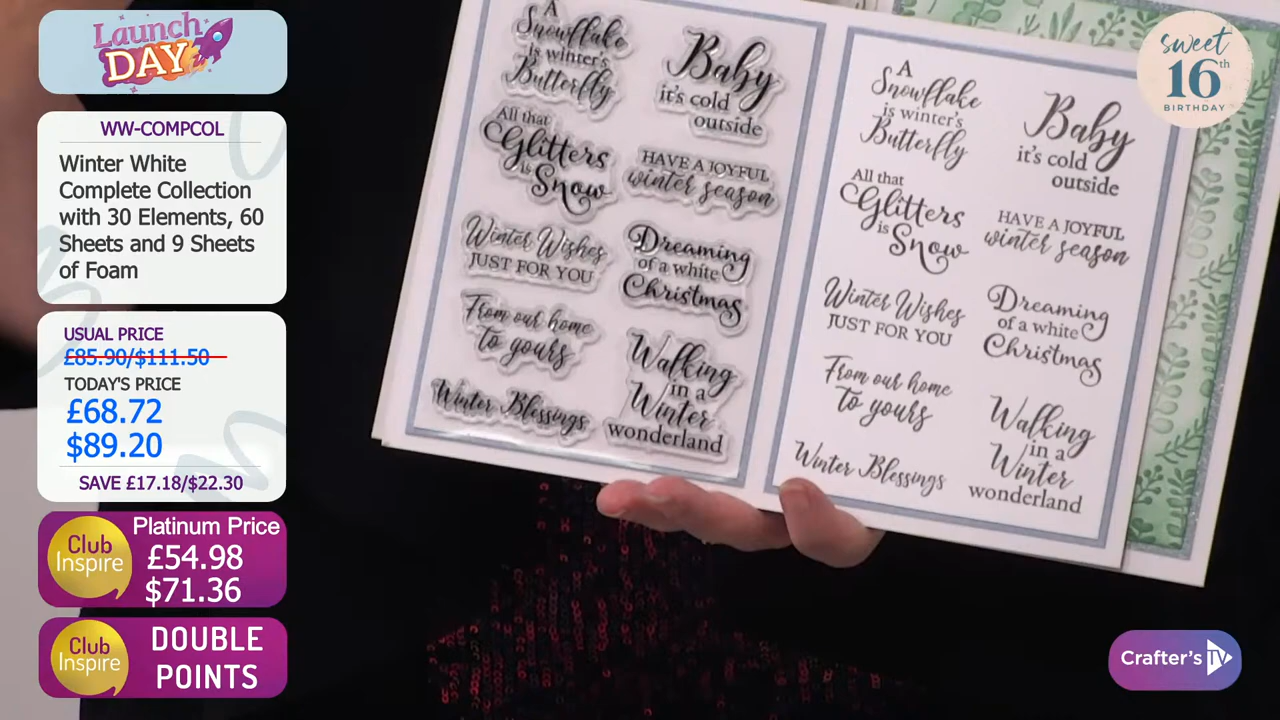 Launch
DAY
WW-COMPCOL
Winter White
Complete Collection
with 30 Elements, 60
Sheets and 9 Sheets
of Foam
USUAL PRICE
£85.90/$111.50
TODAY'S PRICE
£68.72
$89.20
SAVE £17.18/$22.30
Club
Inspire
Platinum Price
£54.98
$71.36
Club
Inspire
DOUBLE
POINTS
A
Snowflake
is winter's
Butterfly
Baby
it's cold
outside
All that
Glitters
is
Snow
HAVE A JOYFUL
winter season
Winter Wishes
JUST FOR YOU
Dreaming
of a white
Christmas
From our home
to yours
Walking
in a
Winter
wonderland
Winter Blessings
A
Snowflake
is winter's
Butterfly
Baby
it's cold
outside
All that
Glitters
is
Snow
HAVE A JOYFUL
winter season
Winter Wishes
JUST FOR YOU
Dreaming
of a white
Christmas
From our home
to yours
Walking
in a
Winter
wonderland
Winter Blessings
sweet
16th
BIRTHDAY
Crafter's TV